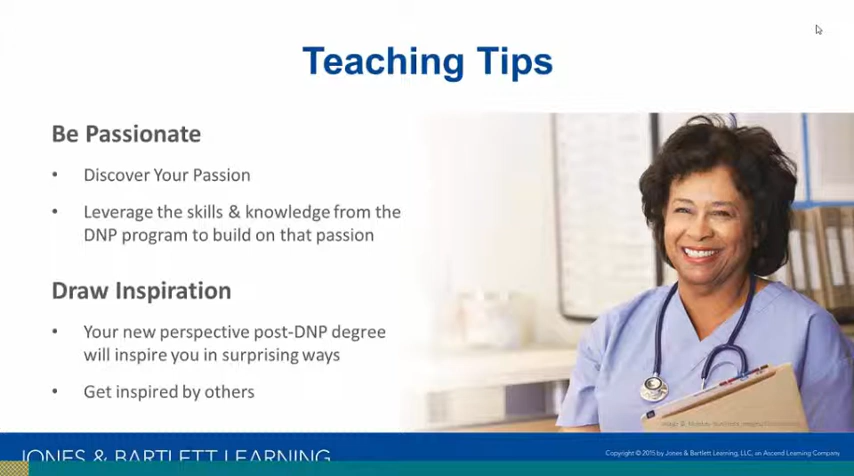 Teaching Tips
Be Passionate
• Discover Your Passion
• Leverage the skills & knowledge from the
DNP program to build on that passion
Draw Inspiration
• Your new perspective post-DNP degree
will inspire you in surprising ways
• Get inspired by others
JONES & BARTLETT LEARNING
Copyright © 2015 by Jones & Bartlett Learning, LLC, an Ascend Learning Company